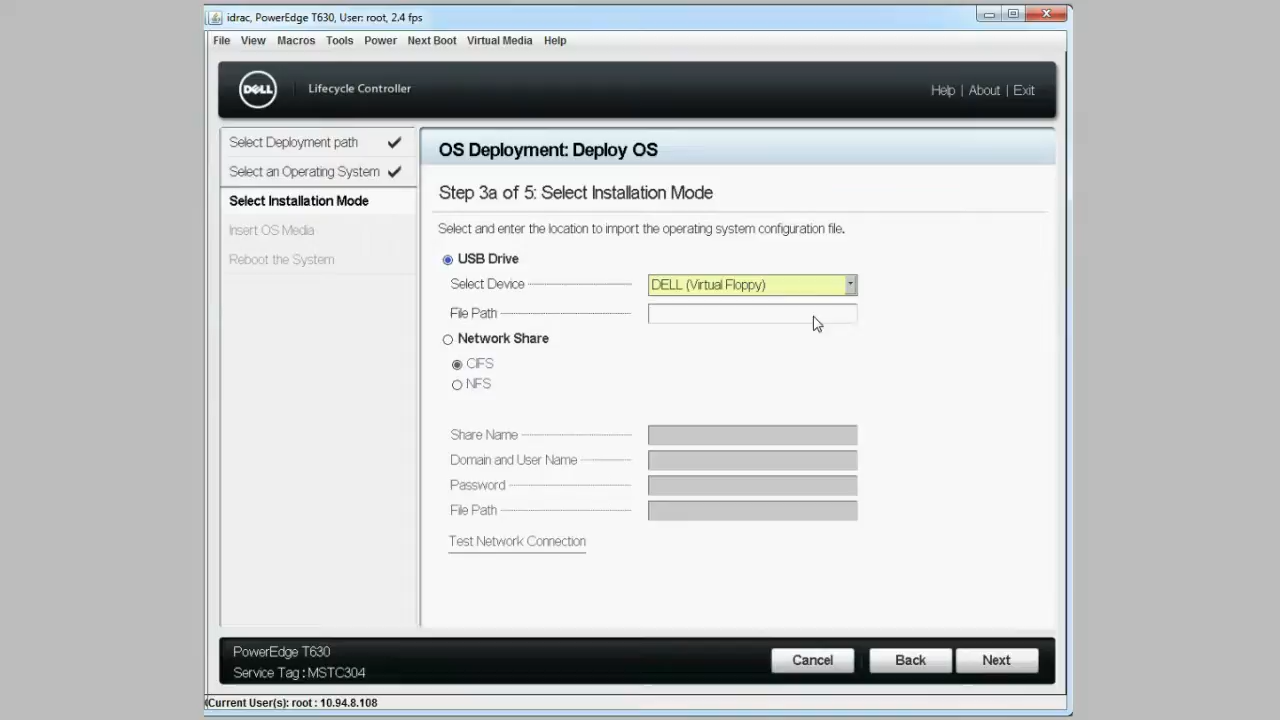 idrac, PowerEdge T630, User: root, 2.4 fps
File View Macros Tools Power Next Boot Virtual Media Help
DELL Lifecycle Controller Help | About | Exit
Select Deployment path
Select an Operating System
Select Installation Mode
Insert OS Media
Reboot the System
OS Deployment: Deploy OS
Step 3a of 5: Select Installation Mode
Select and enter the location to import the operating system configuration file.
USB Drive
Select Device DELL (Virtual Floppy)
File Path
Network Share
CIFS
NFS
Share Name
Domain and User Name
Password
File Path
Test Network Connection
PowerEdge T630
Service Tag : MSTC304
Cancel Back Next
Current User(s): root : 10.94.8.108